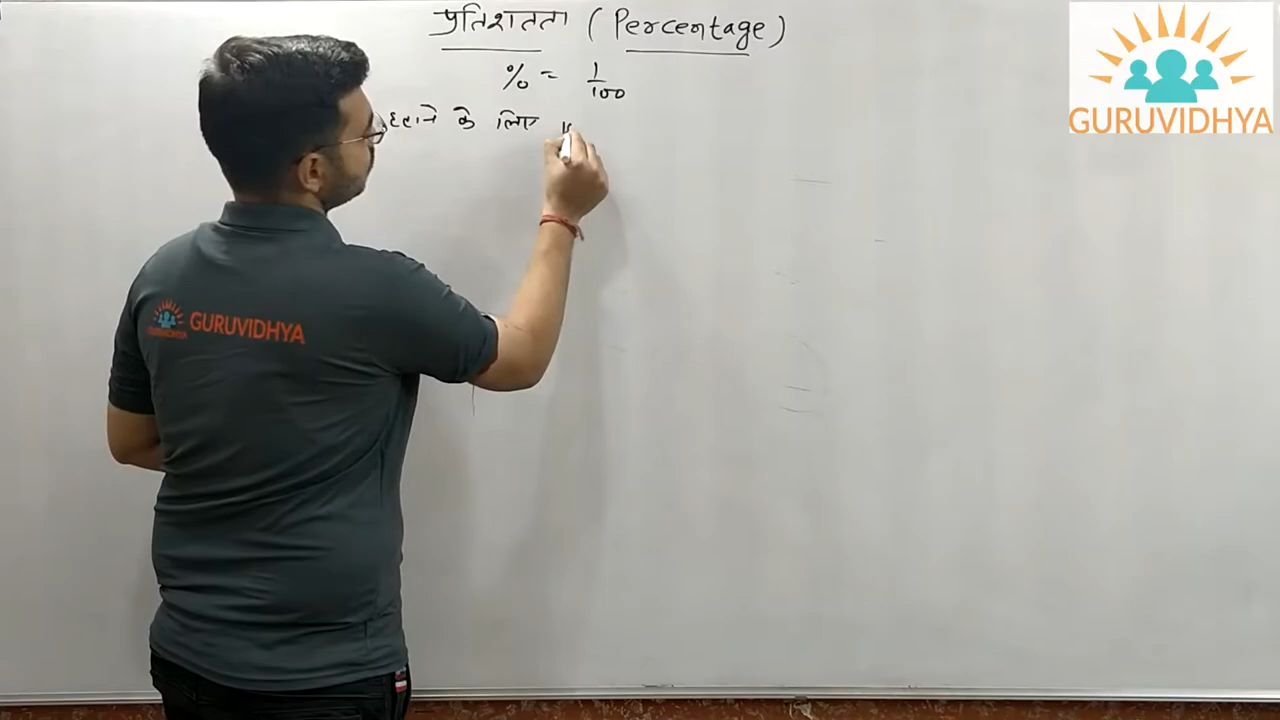 प्रतिशतता (Percentage)
% = 1/100
हटाने के लिए
GURUVIDHYA
GURUVIDHYA